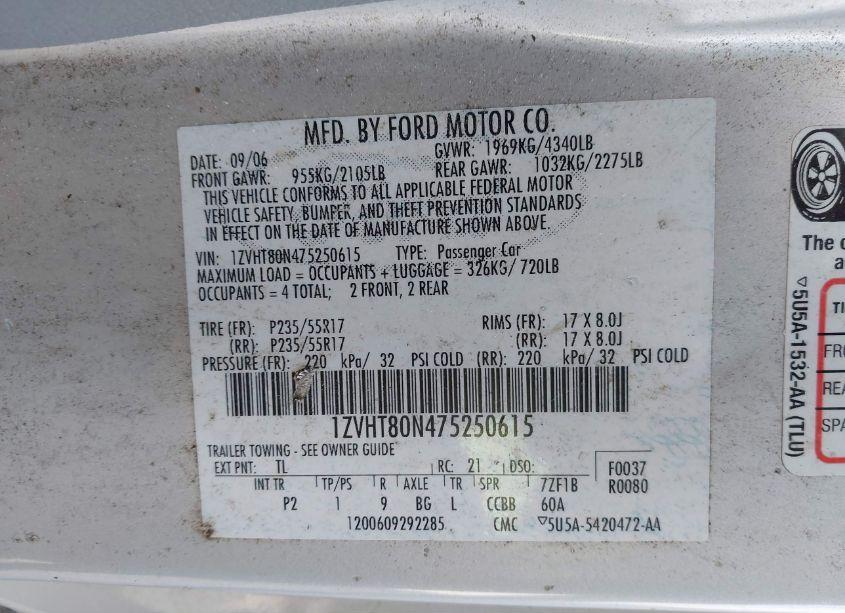 MFD. BY FORD MOTOR CO.
DATE: 09/06 GVWR: 1969KG/4340LB
FRONT GAWR: 955KG/2105LB REAR GAWR: 1032KG/2275LB
THIS VEHICLE CONFORMS TO ALL APPLICABLE FEDERAL MOTOR
VEHICLE SAFETY, BUMPER, AND THEFT PREVENTION STANDARDS
IN EFFECT ON THE DATE OF MANUFACTURE SHOWN ABOVE.
VIN: 1ZVHT80N475250615 TYPE: Passenger Car
MAXIMUM LOAD = OCCUPANTS + LUGGAGE = 326KG/720LB
OCCUPANTS = 4 TOTAL; 2 FRONT, 2 REAR
TIRE (FR): P235/55R17 RIMS (FR): 17 X 8.0J
(RR): P235/55R17 (RR): 17 X 8.0J
PRESSURE (FR): 220 kPa/ 32 PSI COLD (RR): 220 kPa/ 32 PSI COLD
1ZVHT80N475250615
TRAILER TOWING - SEE OWNER GUIDE
EXT PNT: TL RC: 21 DSO: F0037
INT TR TP/PS R AXLE TR SPR 7ZF1B R0080
P2 1 9 BG L CCBB 60A
1200609292285 CMC ▽5U5A-5420472-AA
The c
a
TI
FRO
REA
SPA
▽5U5A-1532-AA (TLU)